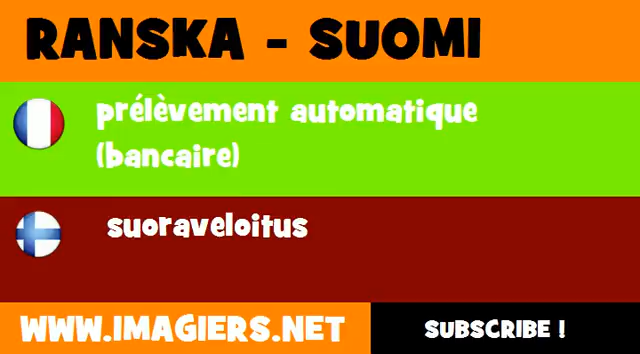 RANSKA - SUOMI
prélèvement automatique
(bancaire)
suoraveloitus
WWW.IMAGIERS.NET
SUBSCRIBE !